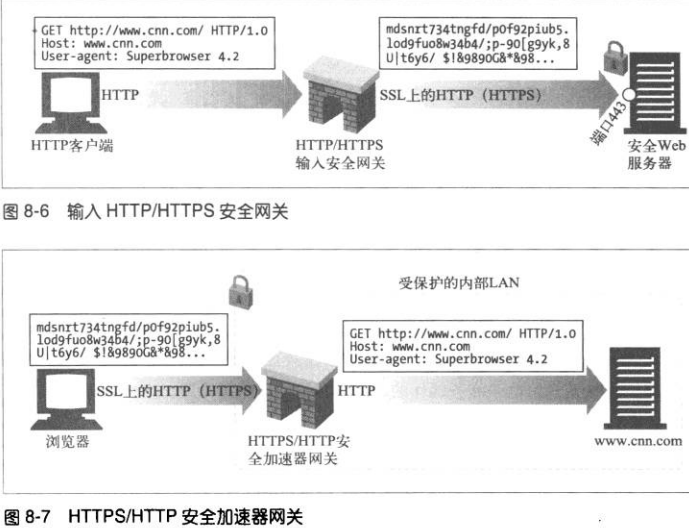 GET http://www.cnn.com/ HTTP/1.0
Host: www.cnn.com
User-agent: Superbrowser 4.2
mdsnrt734tngfd/pOf92piub5.
lod9fuo8w34b4/;p-90[g9yk,8
U|t6y6/ $!&9890G&*&98...
HTTP
SSL上的HTTP（HTTPS）
端口443
HTTP客户端
HTTP/HTTPS
输入安全网关
安全Web
服务器
图 8-6 输入 HTTP/HTTPS 安全网关
受保护的内部LAN
mdsnrt734tngfd/pOf92piub5.
lod9fuo8w34b4/;p-90[g9yk,8
U|t6y6/ $!&9890G&*&98...
GET http://www.cnn.com/ HTTP/1.0
Host: www.cnn.com
User-agent: Superbrowser 4.2
SSL上的HTTP（HTTPS）
HTTP
浏览器
HTTPS/HTTP安
全加速器网关
www.cnn.com
图 8-7 HTTPS/HTTP 安全加速器网关